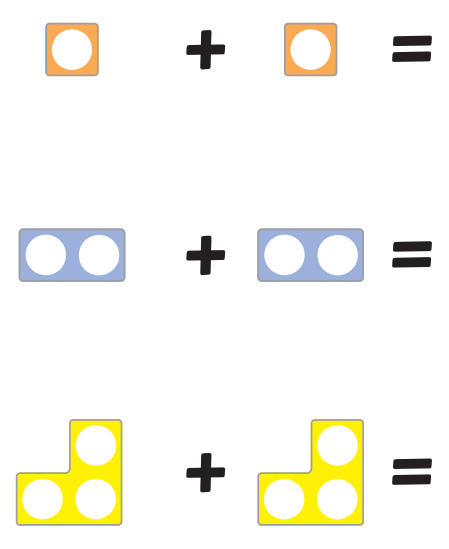 + =
+ =
+ =